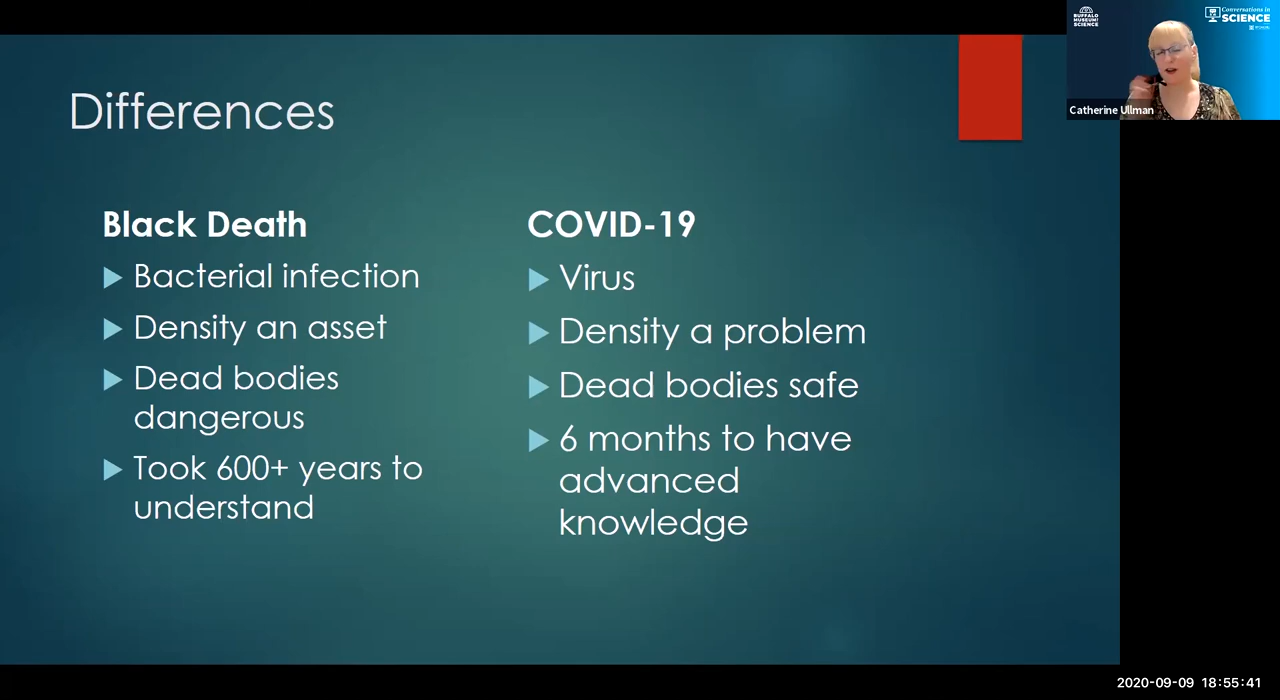 BUFFALO
MUSEUM OF
SCIENCE
Conversations in
SCIENCE
Catherine Ullman
Differences
Black Death
Bacterial infection
Density an asset
Dead bodies
dangerous
Took 600+ years to
understand
COVID-19
Virus
Density a problem
Dead bodies safe
6 months to have
advanced
knowledge
2020-09-09 18:55:41